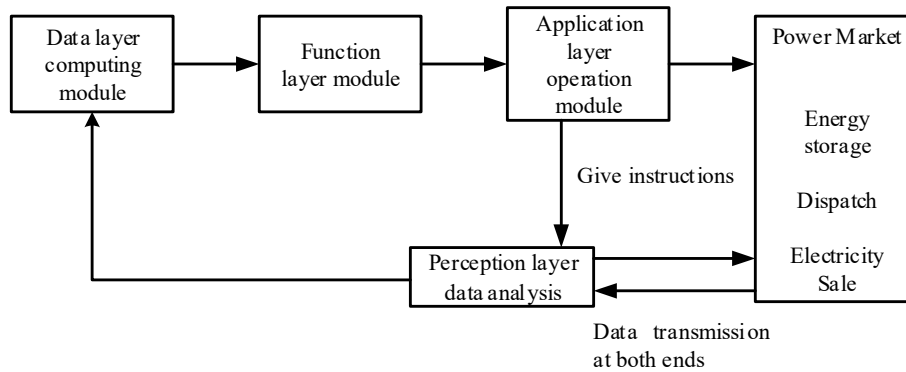 Data layer
computing
module
Function
layer module
Application
layer
operation
module
Power Market
Energy
storage
Dispatch
Electricity
Sale
Give instructions
Perception layer
data analysis
Data transmission
at both ends